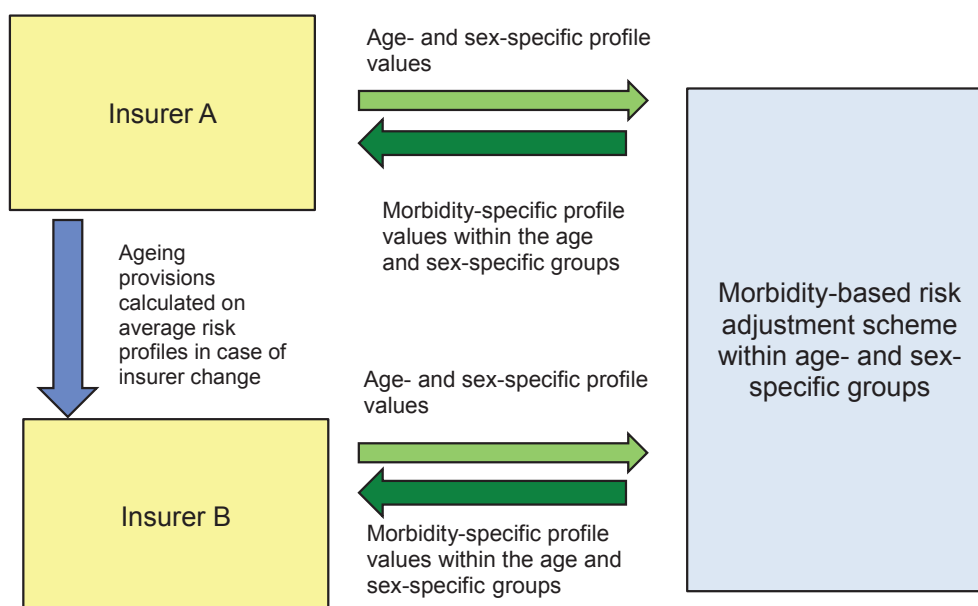 Insurer A
Age- and sex-specific profile
values
Morbidity-specific profile
values within the age
and sex-specific groups
Ageing
provisions
calculated on
average risk
profiles in case of
insurer change
Morbidity-based risk
adjustment scheme
within age- and sex-
specific groups
Age- and sex-specific profile
values
Insurer B
Morbidity-specific profile
values within the age and
sex-specific groups